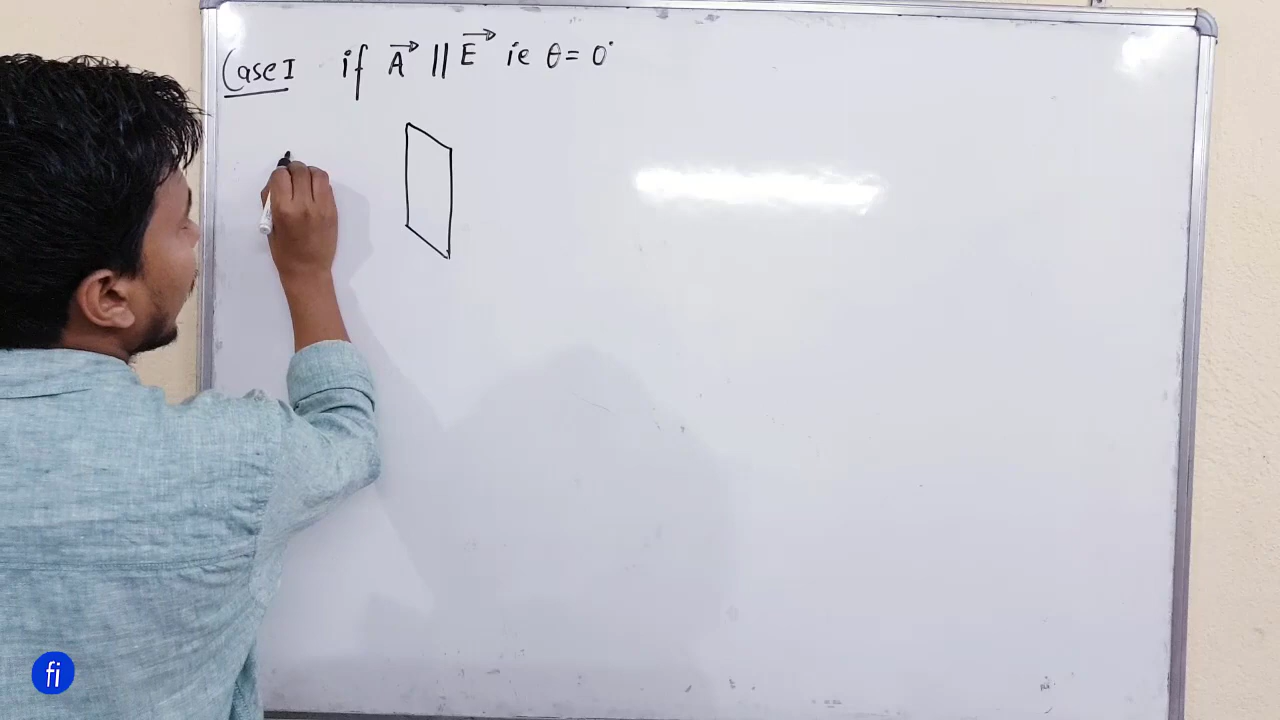 Case I if A⃗ || E⃗ ie θ = 0°
fi